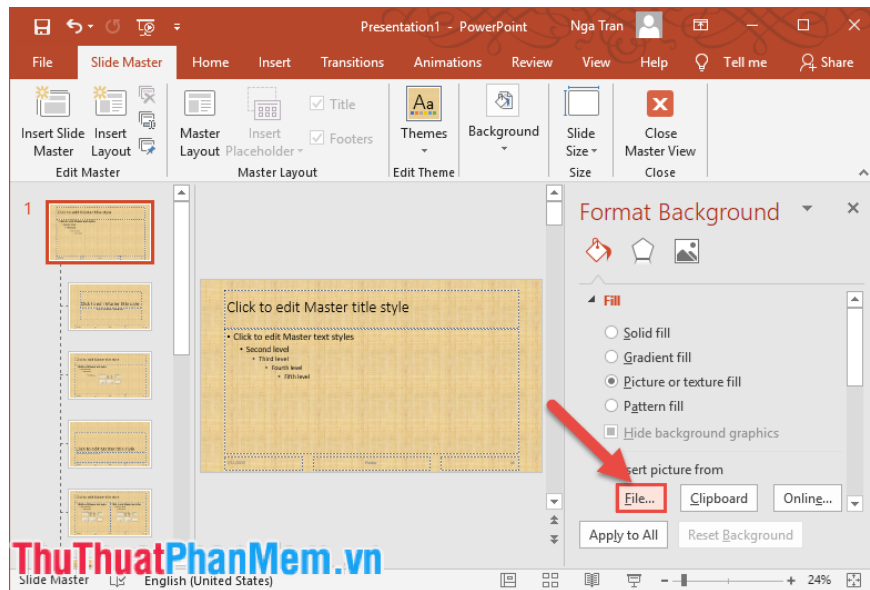 Presentation1 - PowerPoint
Nga Tran
File Slide Master Home Insert Transitions Animations Review View Help Tell me Share
Insert Slide Master
Insert Layout
Edit Master
Master Layout
Insert Placeholder
Title
Footers
Master Layout
Aa
Themes
Edit Theme
Background
Slide Size
Size
Close Master View
Close
1
Click to edit Master title style
• Click to edit Master text styles
• Second level
• Third level
• Fourth level
• Fifth level
Format Background
Fill
Solid fill
Gradient fill
Picture or texture fill
Pattern fill
Hide background graphics
sert picture from
File...
Clipboard
Online...
Apply to All
Reset Background
ThuThuatPhanMem.vn
Slide Master
English (United States)
24%